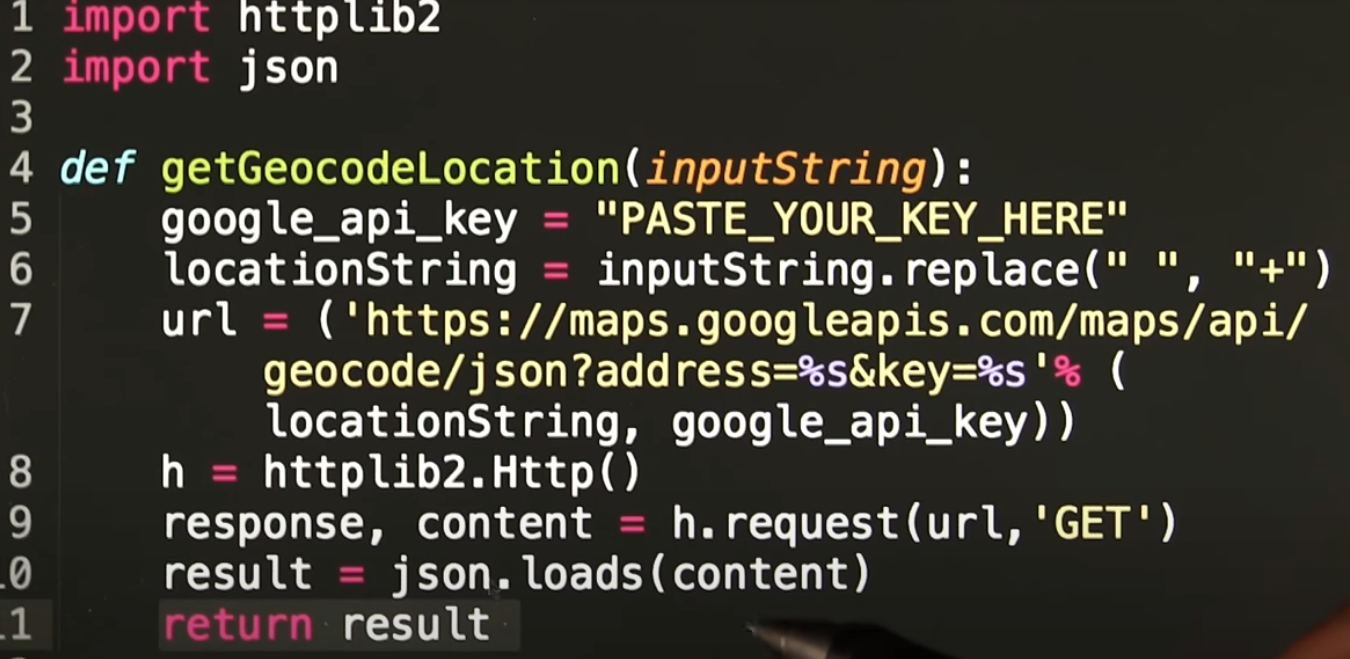 1 import httplib2
2 import json
3
4 def getGeocodeLocation(inputString):
5 google_api_key = "PASTE_YOUR_KEY_HERE"
6 locationString = inputString.replace(" ", "+")
7 url = ('https://maps.googleapis.com/maps/api/
geocode/json?address=%s&key=%s'% (
locationString, google_api_key))
8 h = httplib2.Http()
9 response, content = h.request(url,'GET')
10 result = json.loads(content)
11 return result